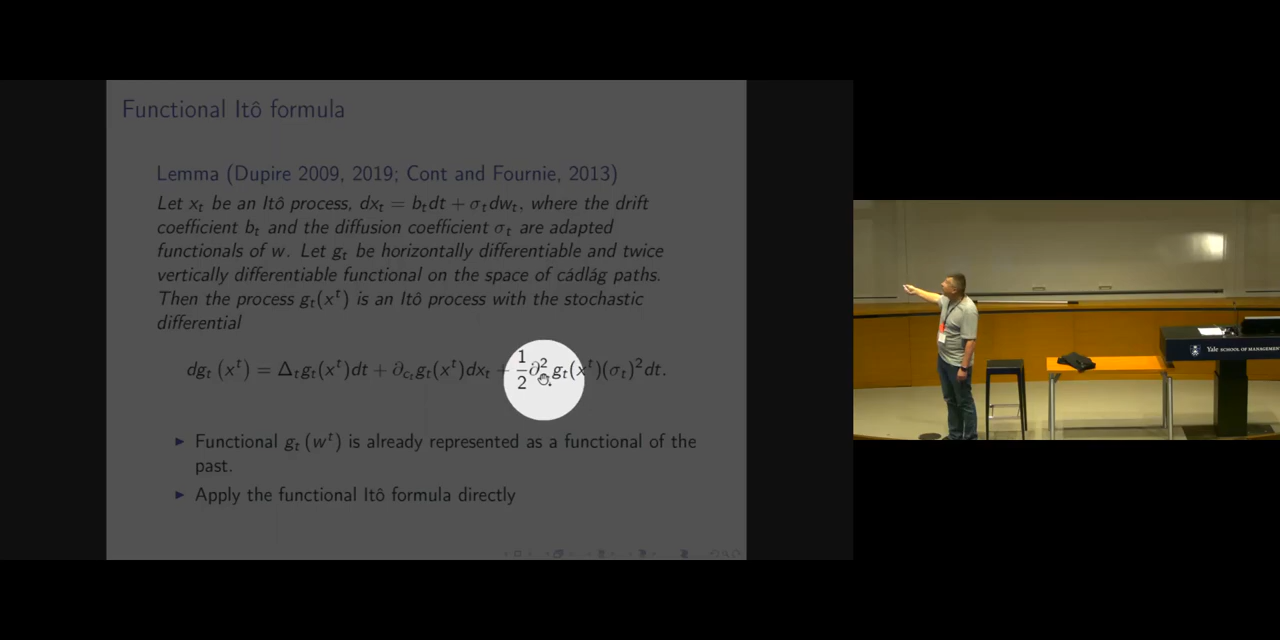 Functional Itô formula
Lemma (Dupire 2009, 2019; Cont and Fournie, 2013)
Let x_t be an Itô process, dx_t = b_t dt + σ_t dw_t, where the drift
coefficient b_t and the diffusion coefficient σ_t are adapted
functionals of w. Let g_t be horizontally differentiable and twice
vertically differentiable functional on the space of cádlág paths.
Then the process g_t(x^t) is an Itô process with the stochastic
differential
dg_t (x^t) = Δ_t g_t(x^t)dt + ∂_{c_t} g_t(x^t)dx_t + 1/2 ∂^2 g_t(x^t)(σ_t)^2 dt.
▶ Functional g_t (w^t) is already represented as a functional of the
past.
▶ Apply the functional Itô formula directly
Yale SCHOOL OF MANAGEMENT